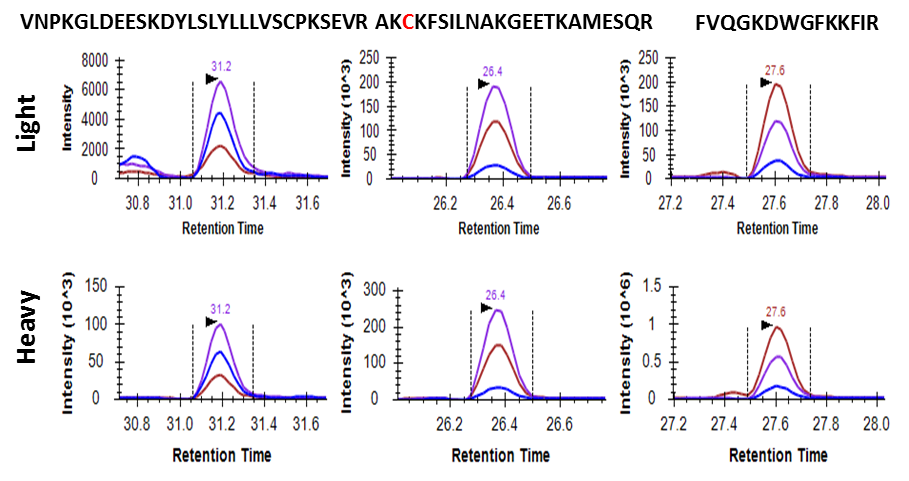 VNPKGLDEESKDYLSLYLLLVSCPKSEVR AKCKFSILNAKGEETKAMESQR FVQGKDWGFKKFIR
Light
Intensity
8000
6000
4000
2000
0
31.2
30.8 31.0 31.2 31.4 31.6
Retention Time
Intensity (10^3)
250
200
150
100
50
0
26.4
26.2 26.4 26.6
Retention Time
Intensity (10^3)
250
200
150
100
50
0
27.6
27.2 27.4 27.6 27.8 28.0
Retention Time
Heavy
Intensity (10^3)
150
100
50
0
31.2
30.8 31.0 31.2 31.4 31.6
Retention Time
Intensity (10^3)
300
200
100
0
26.4
26.2 26.4 26.6
Retention Time
Intensity (10^6)
1.5
1
0.5
0
27.6
27.2 27.4 27.6 27.8 28.0
Retention Time